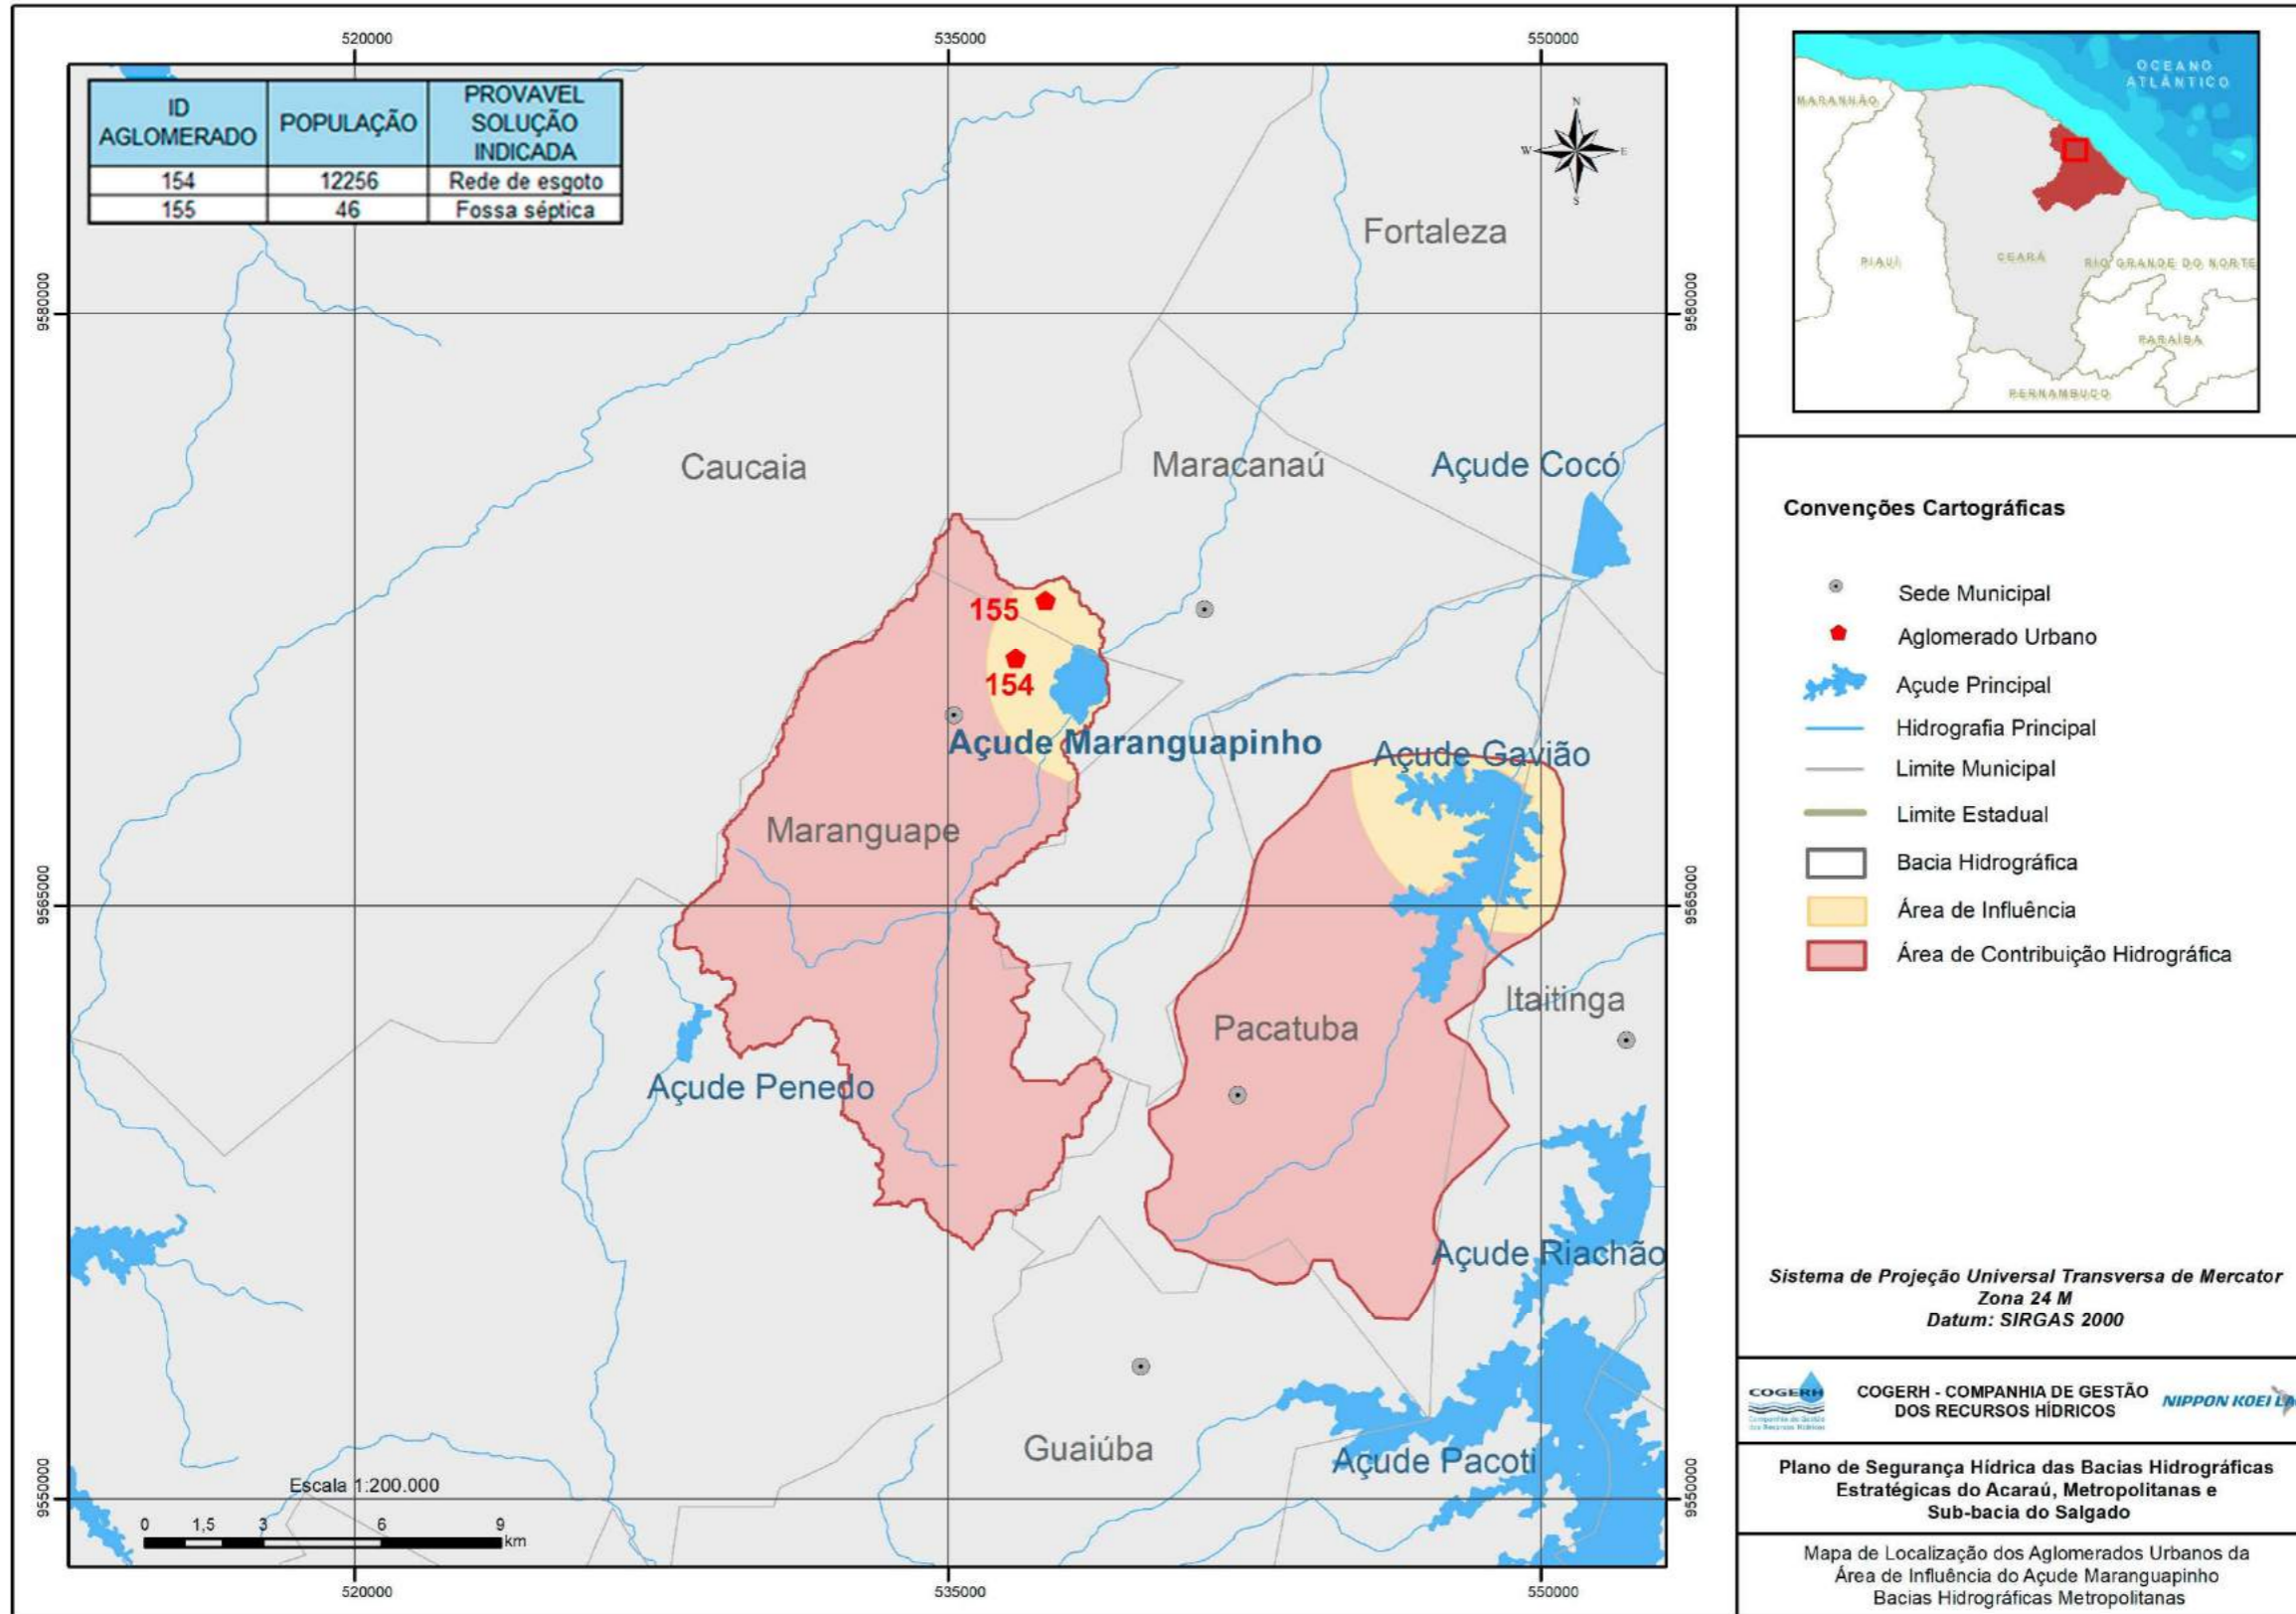 520000
535000
550000
ID AGLOMERADO
POPULAÇÃO
PROVAVEL SOLUÇÃO INDICADA
154
12256
Rede de esgoto
155
46
Fossa séptica
N
W
E
S
Fortaleza
9580000
9580000
Caucaia
Maracanaú
Açude Cocó
155
154
Açude Maranguapinho
Açude Gavião
Maranguape
9565000
9565000
Itaitinga
Pacatuba
Açude Penedo
Açude Riachão
Guaiúba
Açude Pacoti
9550000
9550000
Escala 1:200.000
0 1,5 3 6 9
km
520000
535000
550000
OCEANO
ATLÂNTICO
MARANHÃO
PIAUÍ
CEARÁ
RIO GRANDE DO NORTE
PARAÍBA
PERNAMBUCO
Convenções Cartográficas
Sede Municipal
Aglomerado Urbano
Açude Principal
Hidrografia Principal
Limite Municipal
Limite Estadual
Bacia Hidrográfica
Área de Influência
Área de Contribuição Hidrográfica
Sistema de Projeção Universal Transversa de Mercator
Zona 24 M
Datum: SIRGAS 2000
COGERH
Companhia de Gestão
dos Recursos Hídricos
COGERH - COMPANHIA DE GESTÃO
DOS RECURSOS HÍDRICOS
NIPPON KOEI
Plano de Segurança Hídrica das Bacias Hidrográficas
Estratégicas do Acaraú, Metropolitanas e
Sub-bacia do Salgado
Mapa de Localização dos Aglomerados Urbanos da
Área de Influência do Açude Maranguapinho
Bacias Hidrográficas Metropolitanas